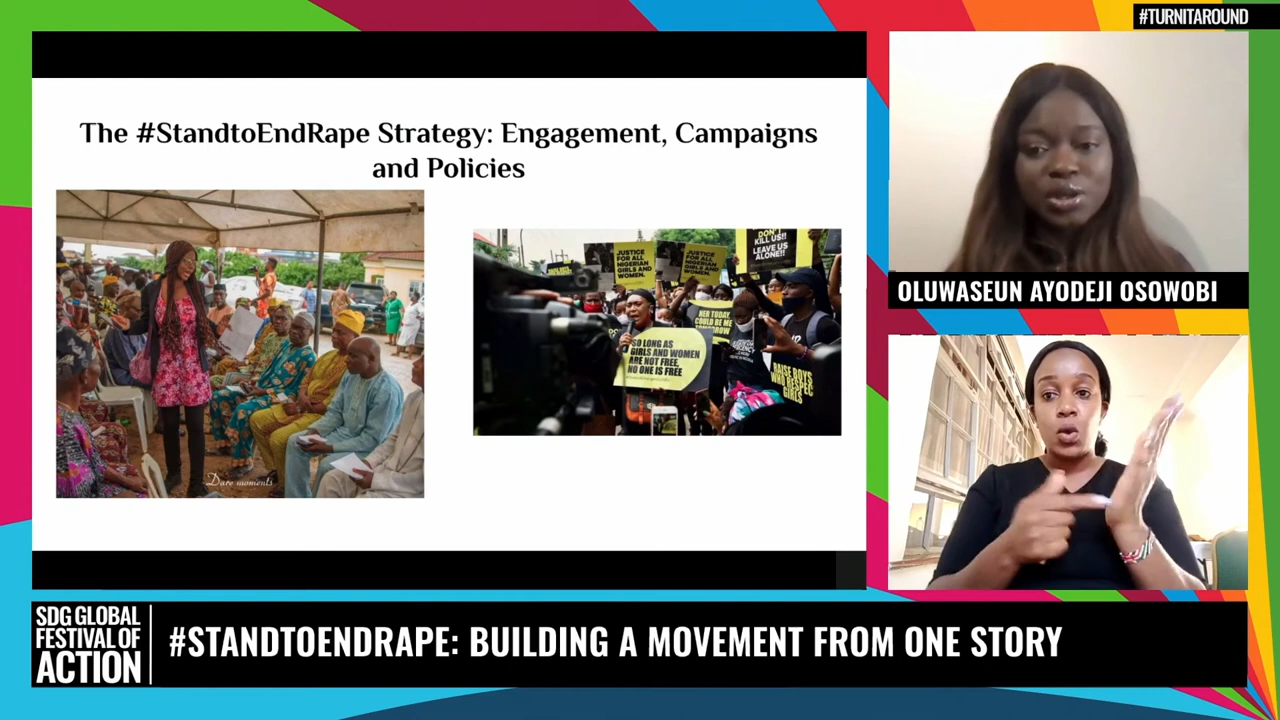 #TURNITAROUND
The #StandtoEndRape Strategy: Engagement, Campaigns
and Policies
Dare moments
JUSTICE
FOR ALL
NIGERIAN
GIRLS AND
WOMEN.
JUSTICE
FOR ALL
NIGERIAN
GIRLS AND
WOMEN.
DON'T
KILL US!!
LEAVE US
ALONE!!
HER TODAY,
COULD BE ME
TOMORROW
SO LONG AS
GIRLS AND WOMEN
ARE NOT FREE,
NO ONE IS FREE
RAISE BOYS
WHO RESPEC
GIRLS
OLUWASEUN AYODEJI OSOWOBI
SDG GLOBAL
FESTIVAL OF
ACTION
#STANDTOENDRAPE: BUILDING A MOVEMENT FROM ONE STORY